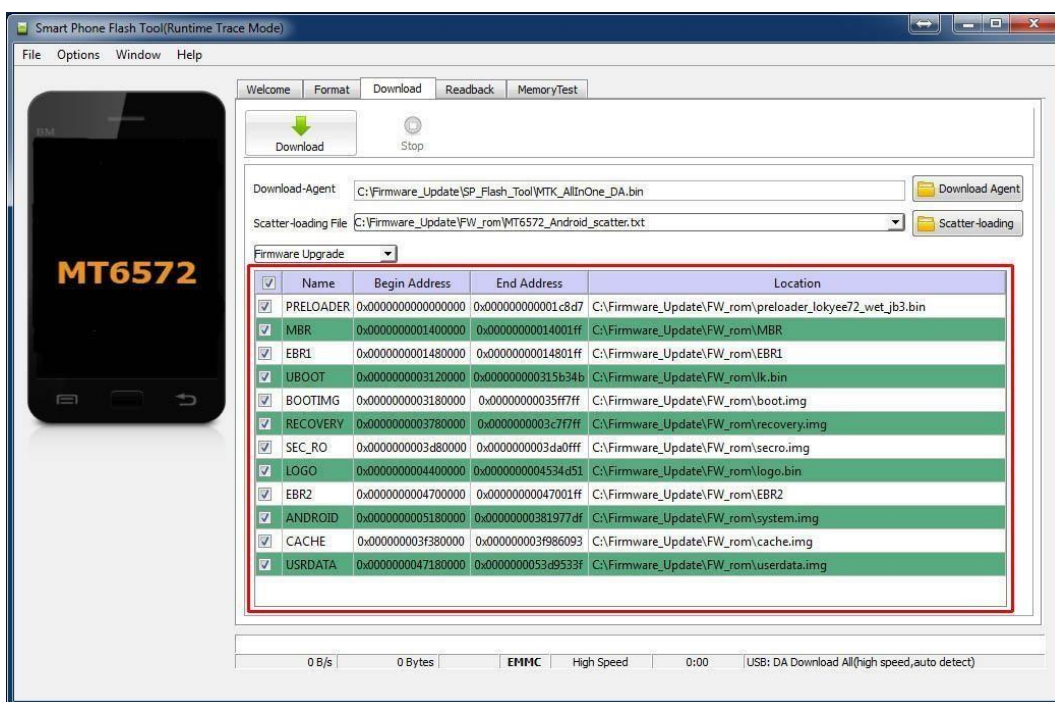 Smart Phone Flash Tool(Runtime Trace Mode)
File Options Window Help
BM
MT6572
Welcome Format Download Readback MemoryTest
Download Stop
Download-Agent C:\Firmware_Update\SP_Flash_Tool\MTK_AllInOne_DA.bin Download Agent
Scatter-loading File C:\Firmware_Update\FW_rom\MT6572_Android_scatter.txt Scatter-loading
Firmware Upgrade
Name Begin Address End Address Location
PRELOADER 0x0000000000000000 0x000000000001c8d7 C:\Firmware_Update\FW_rom\preloader_lokyee72_wet_jb3.bin
MBR 0x0000000001400000 0x00000000014001ff C:\Firmware_Update\FW_rom\MBR
EBR1 0x0000000001480000 0x00000000014801ff C:\Firmware_Update\FW_rom\EBR1
UBOOT 0x0000000003120000 0x000000000315b34b C:\Firmware_Update\FW_rom\lk.bin
BOOTIMG 0x0000000003180000 0x00000000035ff7ff C:\Firmware_Update\FW_rom\boot.img
RECOVERY 0x0000000003780000 0x0000000003c7f7ff C:\Firmware_Update\FW_rom\recovery.img
SEC_RO 0x0000000003d80000 0x0000000003da0fff C:\Firmware_Update\FW_rom\secro.img
LOGO 0x0000000004400000 0x0000000004534d51 C:\Firmware_Update\FW_rom\logo.bin
EBR2 0x0000000004700000 0x00000000047001ff C:\Firmware_Update\FW_rom\EBR2
ANDROID 0x0000000005180000 0x00000000381977df C:\Firmware_Update\FW_rom\system.img
CACHE 0x000000003f380000 0x000000003f986093 C:\Firmware_Update\FW_rom\cache.img
USRDATA 0x0000000047180000 0x0000000053d9533f C:\Firmware_Update\FW_rom\userdata.img
0 B/s 0 Bytes EMMC High Speed 0:00 USB: DA Download All(high speed,auto detect)